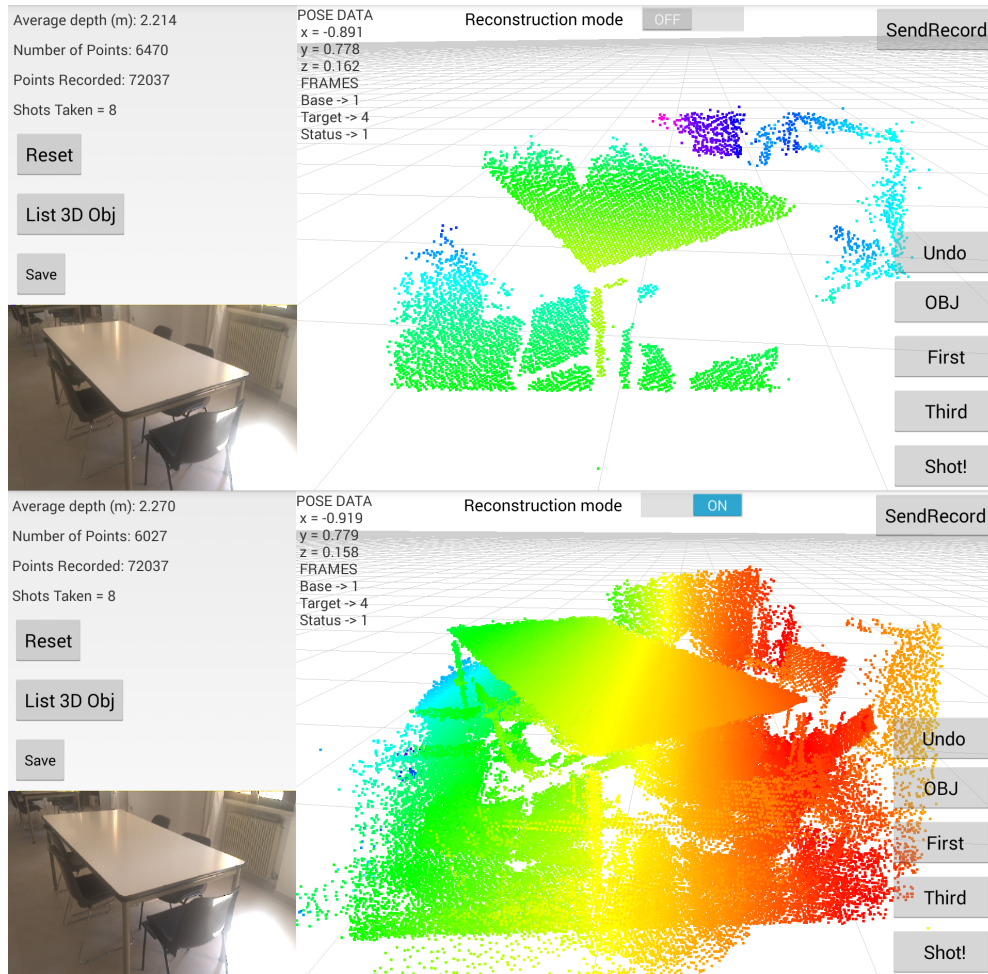 Average depth (m): 2.214
Number of Points: 6470
Points Recorded: 72037
Shots Taken = 8
Reset
List 3D Obj
Save
POSE DATA
x = -0.891
y = 0.778
z = 0.162
FRAMES
Base -> 1
Target -> 4
Status -> 1
Reconstruction mode
OFF
SendRecord
Undo
OBJ
First
Third
Shot!
Average depth (m): 2.270
Number of Points: 6027
Points Recorded: 72037
Shots Taken = 8
Reset
List 3D Obj
Save
POSE DATA
x = -0.919
y = 0.779
z = 0.158
FRAMES
Base -> 1
Target -> 4
Status -> 1
Reconstruction mode
ON
SendRecord
Undo
OBJ
First
Third
Shot!